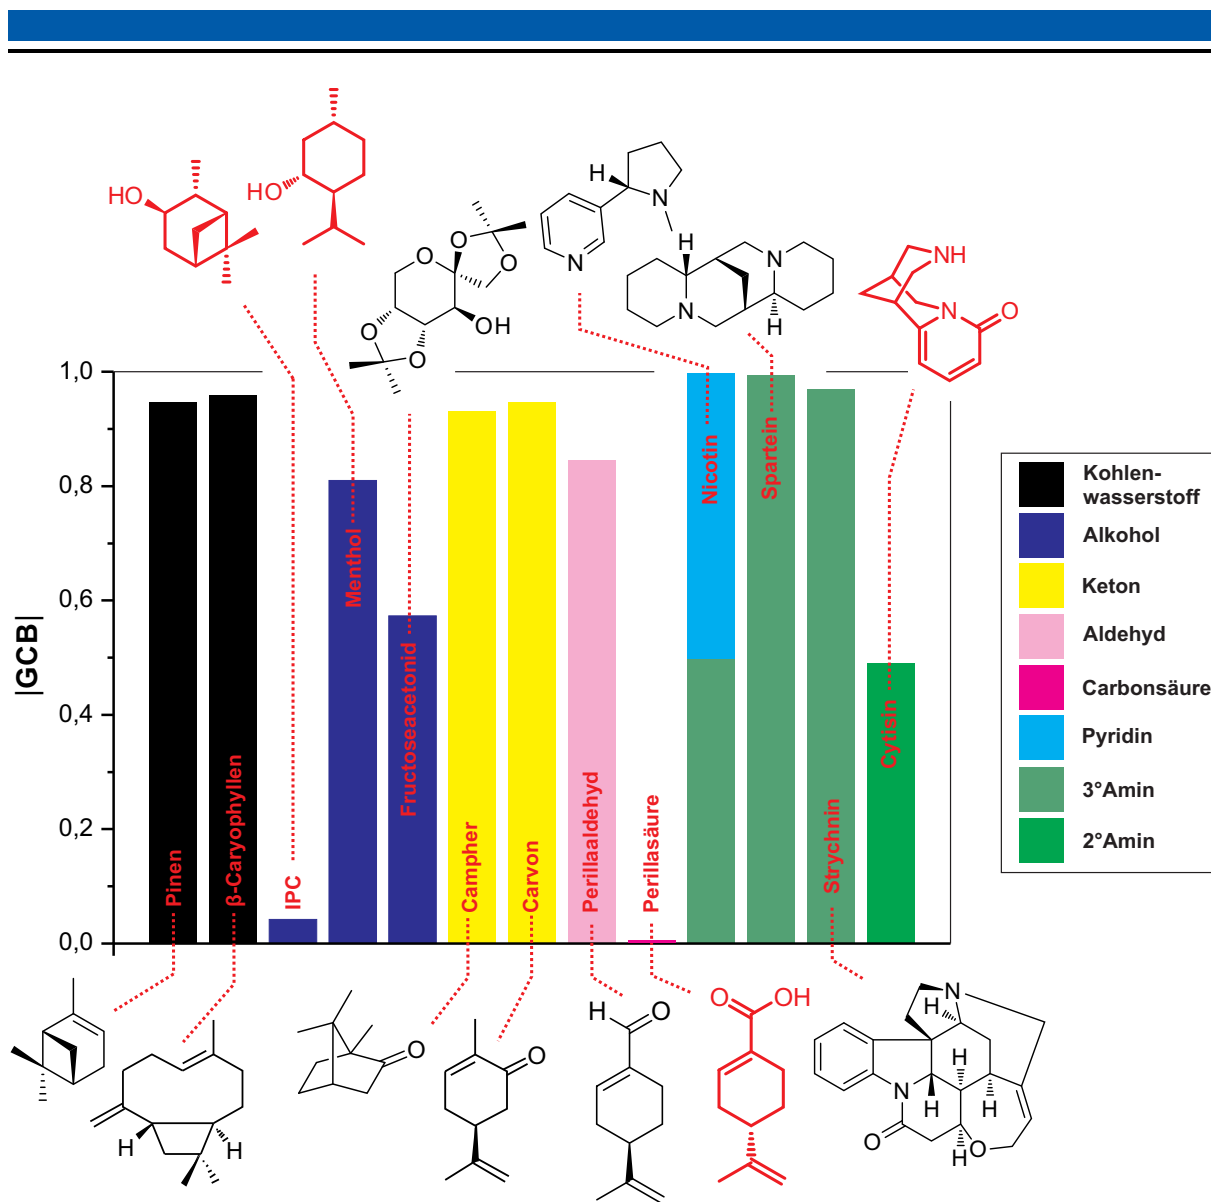 HO
HO
O
O
O
O
O
OH
H
N
N
H
N
N
H
NH
N
O
1,0
0,8
0,6
0,4
0,2
0,0
|GCB|
Pinen
β-Caryophyllen
IPC
Menthol
Fructoseacetonid
Campher
Carvon
Perillaaldehyd
Perillasäure
Nicotin
Spartein
Strychnin
Cytisin
Kohlen-
wasserstoff
Alkohol
Keton
Aldehyd
Carbonsäure
Pyridin
3°Amin
2°Amin
H
H
O
O
H
O
O
OH
N
H
N
H
H
H
O
O
H